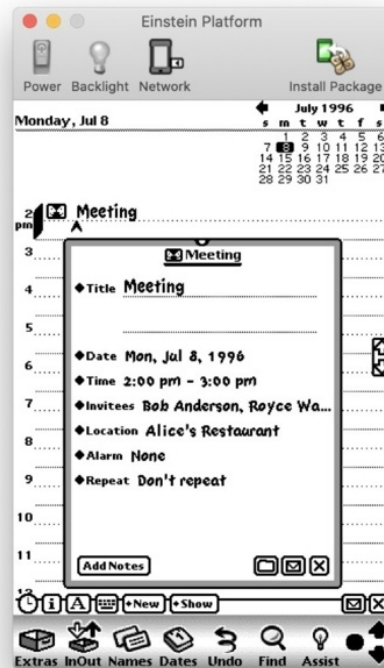 Einstein Platform
Power Backlight Network Install Package
Monday, Jul 8
July 1996
s m t w t f s
1 2 3 4 5 6
7 8 9 10 11 12 13
14 15 16 17 18 19 20
21 22 23 24 25 26 27
28 29 30 31
2 pm Meeting
3
Meeting
4
Title Meeting
5
Date Mon, Jul 8, 1996
6
Time 2:00 pm - 3:00 pm
7
Invitees Bob Anderson, Royce Wa...
8
Location Alice's Restaurant
Alarm None
9
Repeat Don't repeat
10
11
Add Notes
12
i A New Show
Extras InOut Names Dates Undo Find Assist